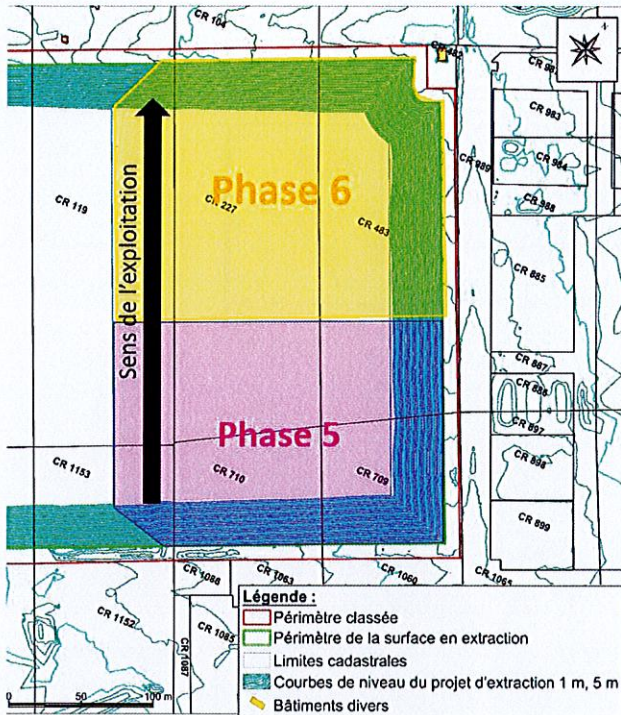 CR 104
CR 482
CR 983
CR 989
CR 984
CR 988
Phase 6
CR 119
CR 227
CR 483
Sens de l'exploitation
CR 885
CR 887
CR 886
Phase 5
CR 897
CR 1153
CR 710
CR 709
CR 898
CR 899
CR 1088
CR 1063
CR 1060
CR 1065
CR 1152
CR 1085
CR 1087
Légende :
Périmètre classée
Périmètre de la surface en extraction
Limites cadastrales
Courbes de niveau du projet d'extraction 1 m, 5 m
Bâtiments divers
0 50 100 m